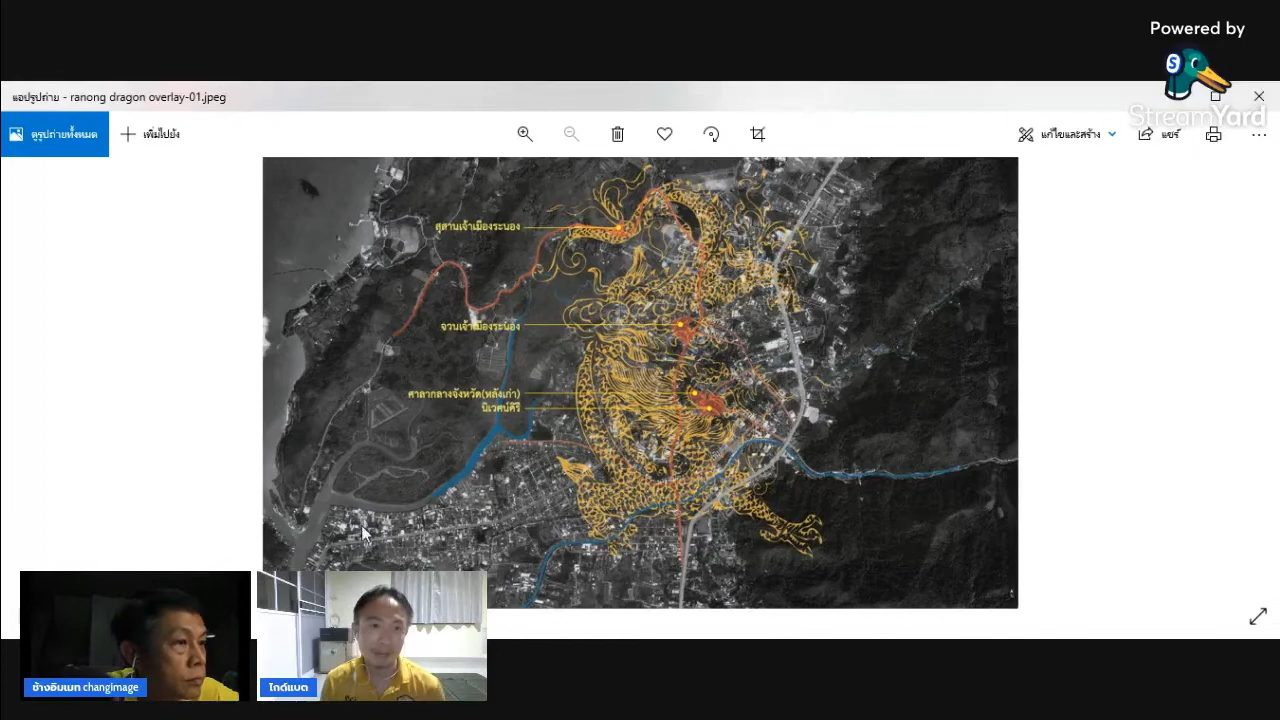 Powered by
StreamYard
แอปรูปถ่าย - ranong dragon overlay-01.jpeg
ดูรูปถ่ายทั้งหมด
เพิ่มไปยัง
แก้ไขและสร้าง
แชร์
สุสานเจ้าเมืองระนอง
จวนเจ้าเมืองระนอง
ศาลากลางจังหวัด(หลังเก่า)
นิเวศน์คิรี
ช้างอิมเมท changImage
ไกด์แบต